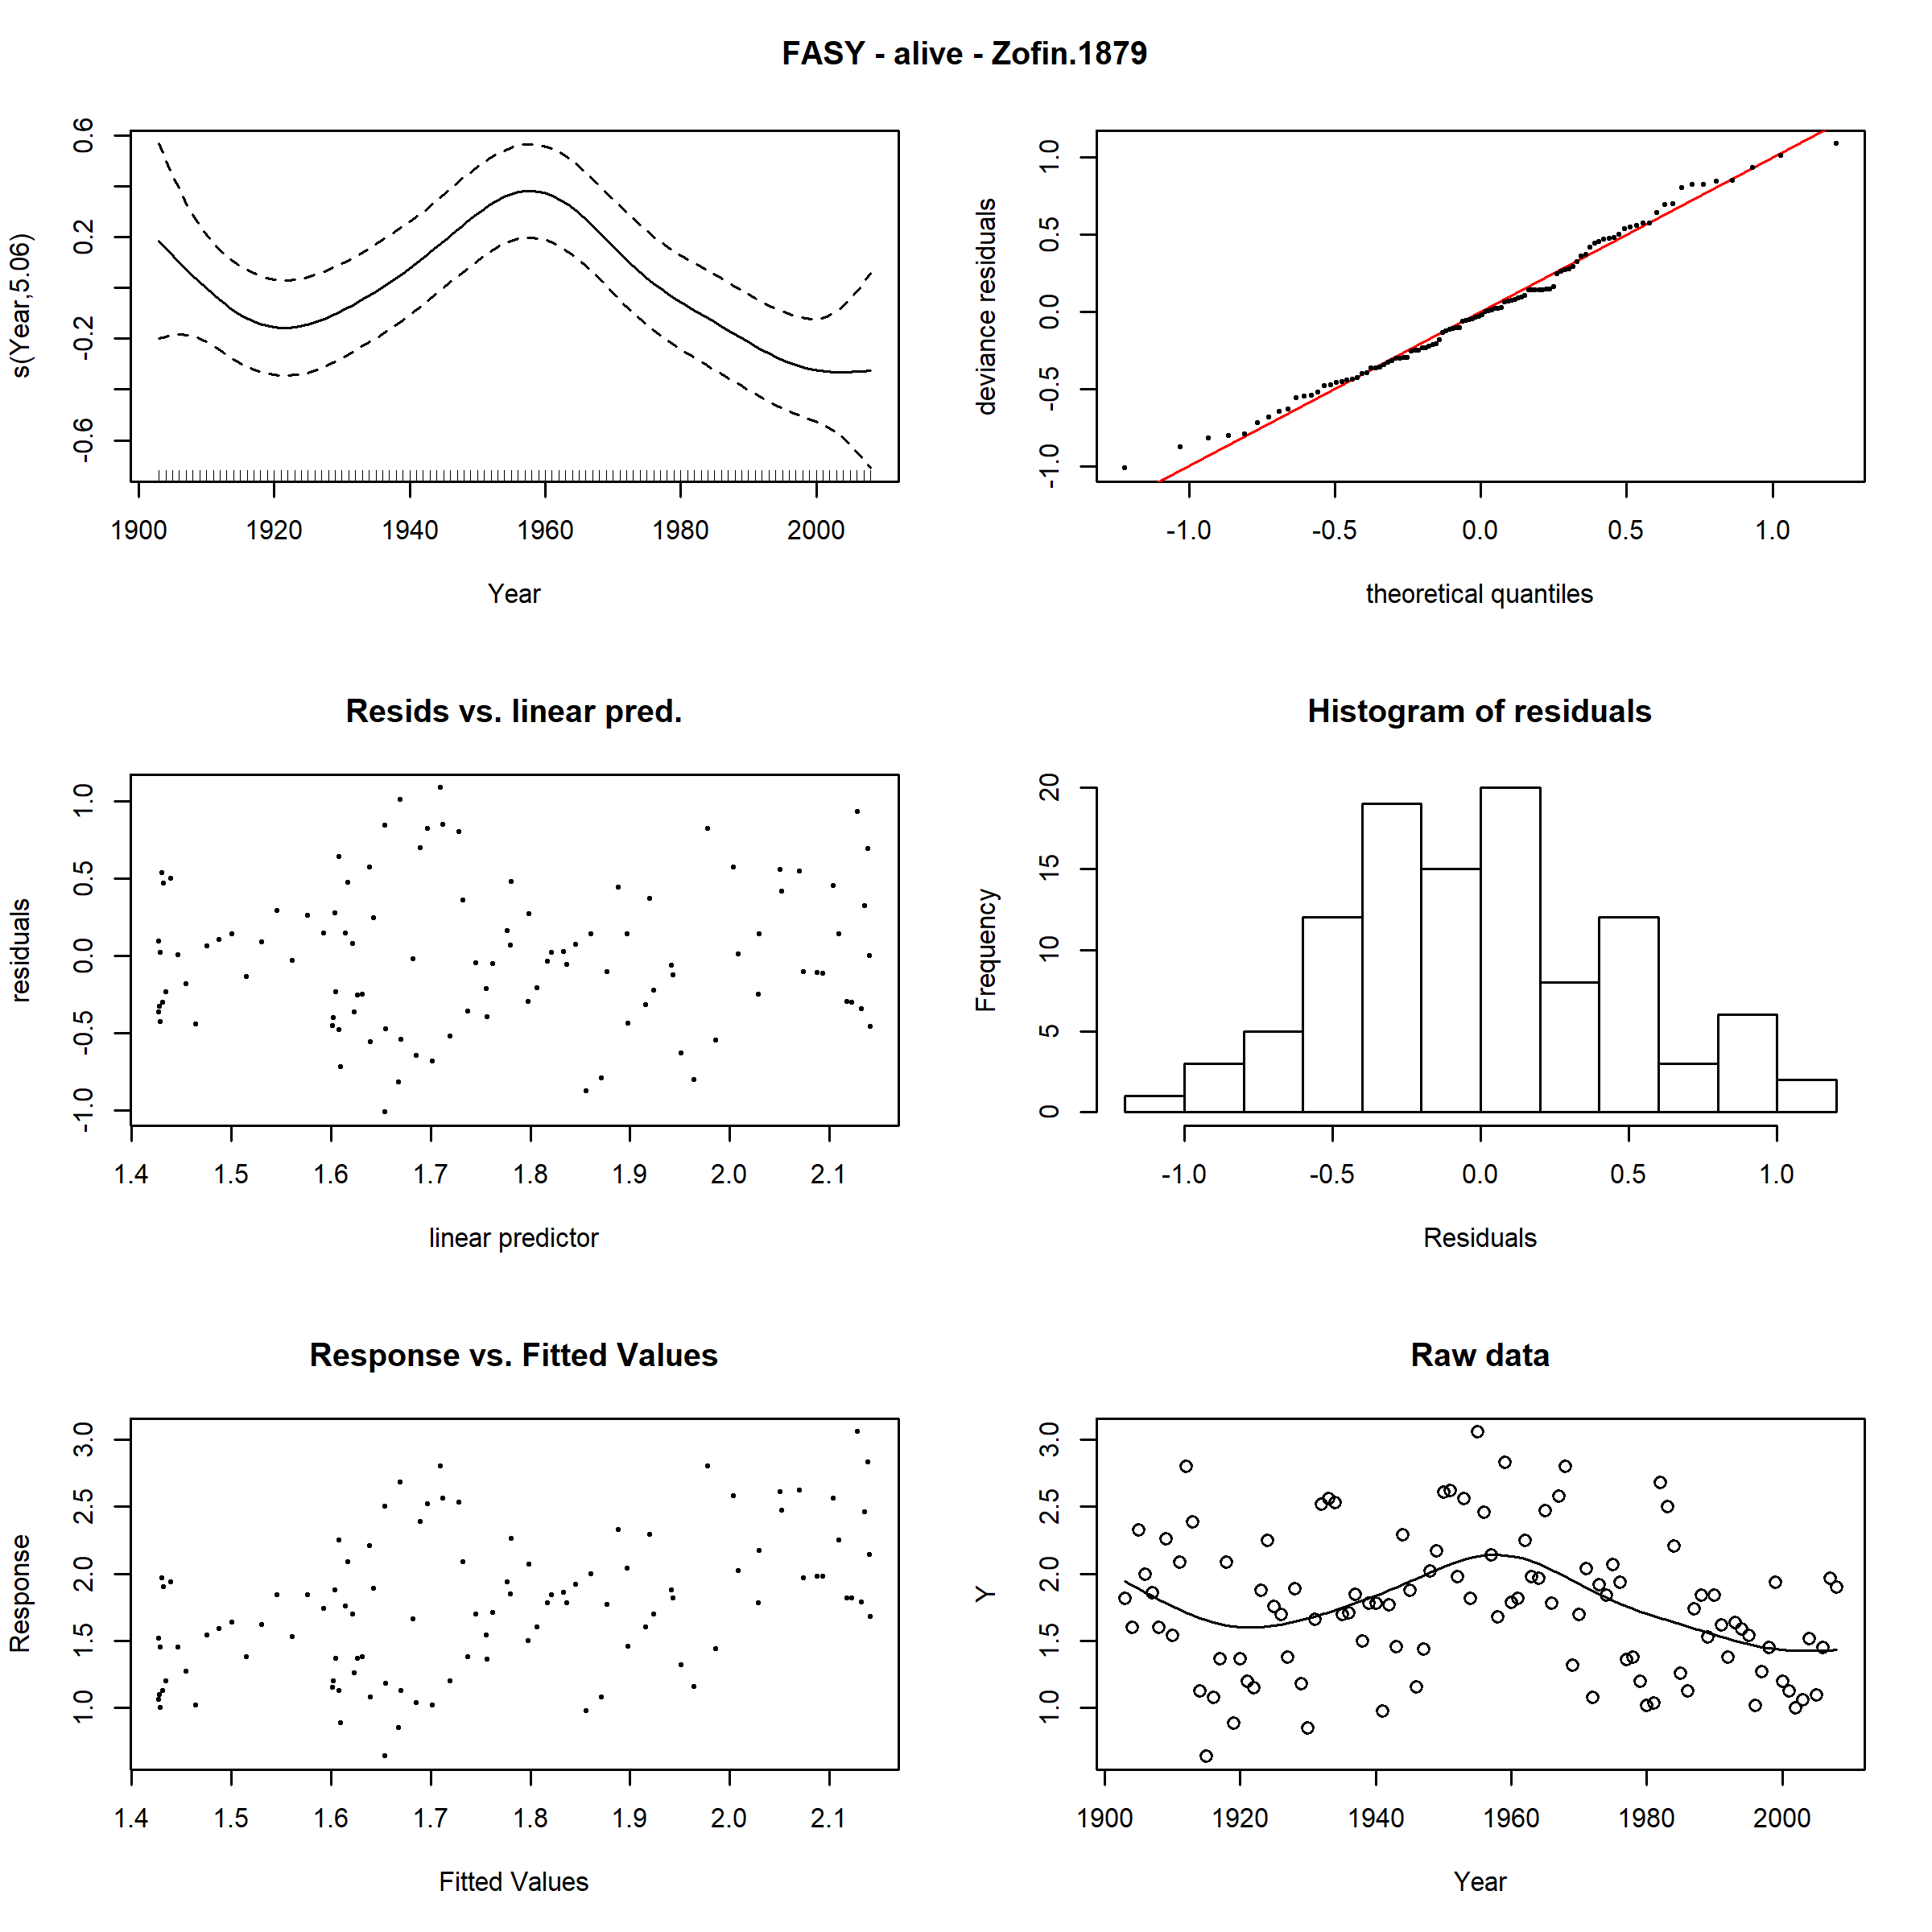 FASY - alive - Zofin.1879
s(Year,5.06)
-0.6 -0.2 0.2 0.6
1900 1920 1940 1960 1980 2000
Year
deviance residuals
-1.0 -0.5 0.0 0.5 1.0
-1.0 -0.5 0.0 0.5 1.0
theoretical quantiles
Resids vs. linear pred.
residuals
-1.0 -0.5 0.0 0.5 1.0
1.4 1.5 1.6 1.7 1.8 1.9 2.0 2.1
linear predictor
Histogram of residuals
Frequency
0 5 10 15 20
-1.0 -0.5 0.0 0.5 1.0
Residuals
Response vs. Fitted Values
Response
1.0 1.5 2.0 2.5 3.0
1.4 1.5 1.6 1.7 1.8 1.9 2.0 2.1
Fitted Values
Raw data
Y
1.0 1.5 2.0 2.5 3.0
1900 1920 1940 1960 1980 2000
Year